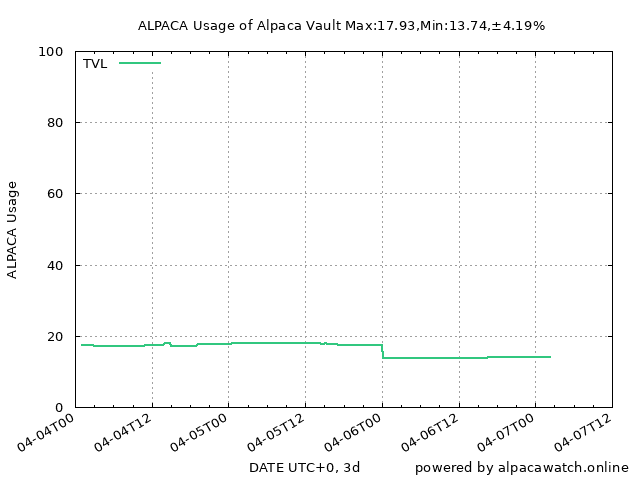 ALPACA Usage of Alpaca Vault Max:17.93,Min:13.74,±4.19%
100
TVL
80
60
40
20
0
ALPACA Usage
04-04T00
04-04T12
04-05T00
04-05T12
04-06T00
04-06T12
04-07T00
04-07T12
DATE UTC+0, 3d
powered by alpacawatch.online